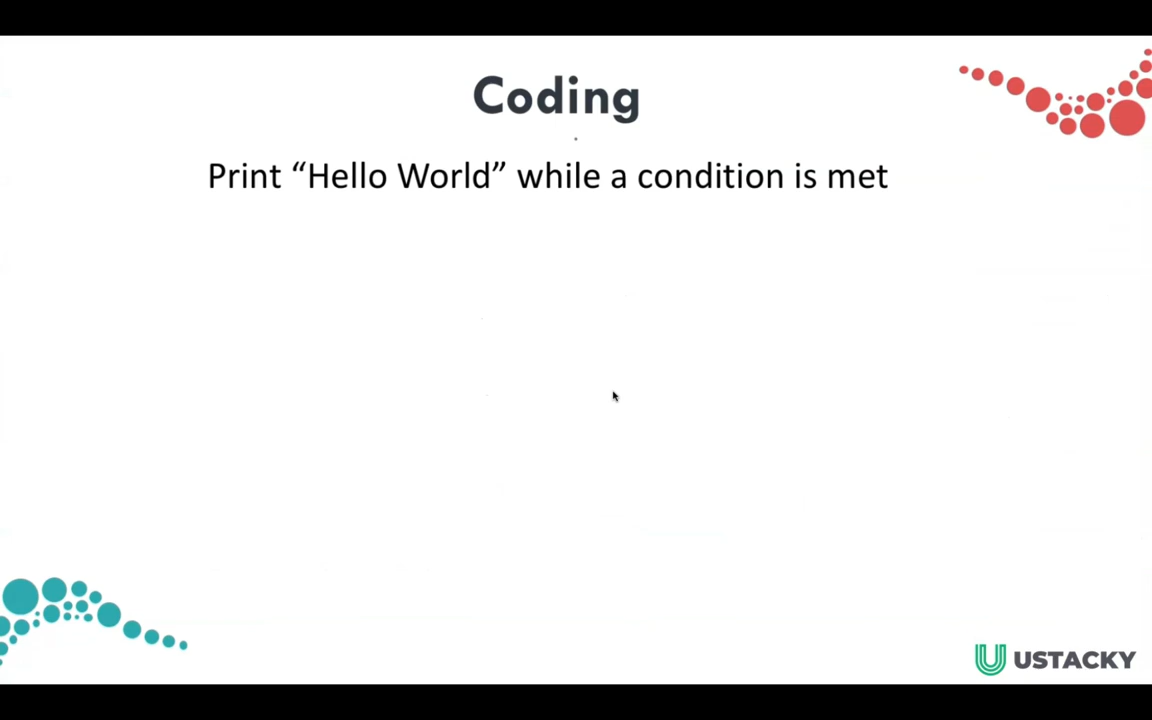 Coding
Print “Hello World” while a condition is met
USTACKY